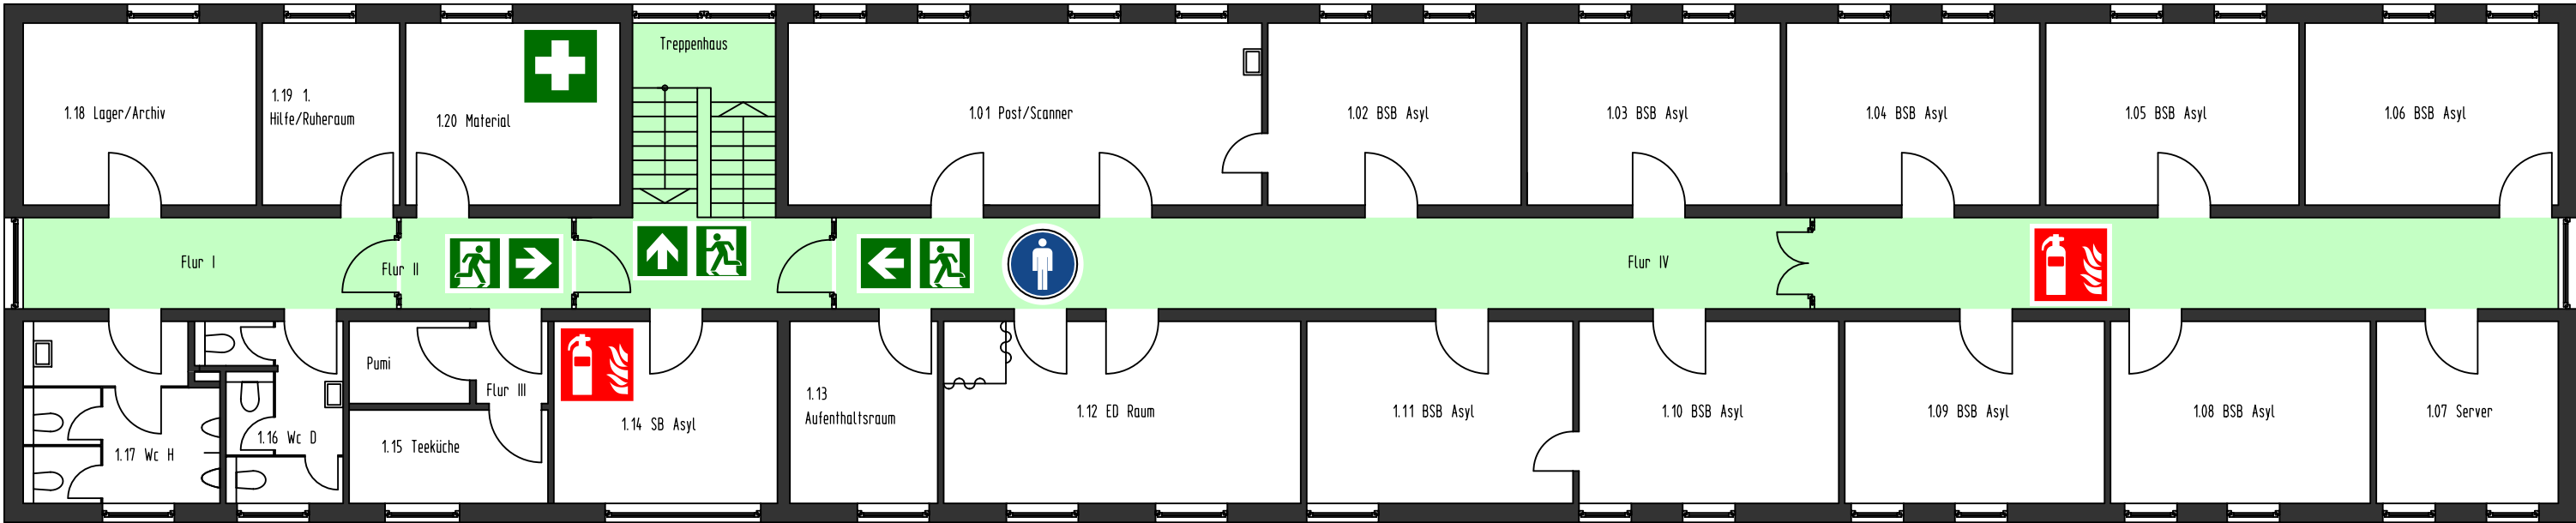 Treppenhaus
1.18 Lager/Archiv
1.19 1.
Hilfe/Ruheraum
1.20 Material
1.01 Post/Scanner
1.02 BSB Asyl
1.03 BSB Asyl
1.04 BSB Asyl
1.05 BSB Asyl
1.06 BSB Asyl
Flur I
Flur II
Flur IV
Pumi
Flur III
1.17 Wc H
1.16 Wc D
1.15 Teeküche
1.14 SB Asyl
1.13
Aufenthaltsraum
1.12 ED Raum
1.11 BSB Asyl
1.10 BSB Asyl
1.09 BSB Asyl
1.08 BSB Asyl
1.07 Server